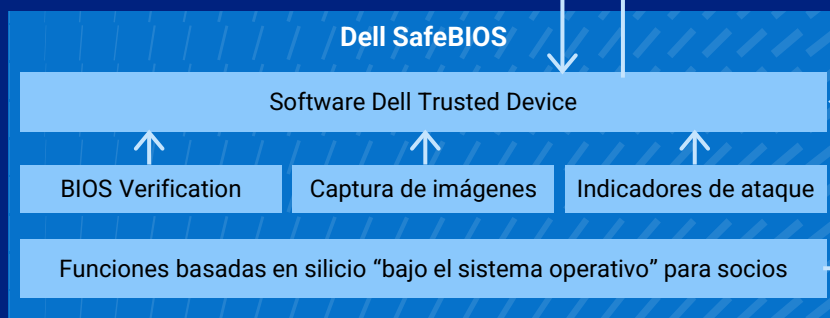 Dell SafeBIOS
Software Dell Trusted Device
BIOS Verification
Captura de imágenes
Indicadores de ataque
Funciones basadas en silicio “bajo el sistema operativo” para socios